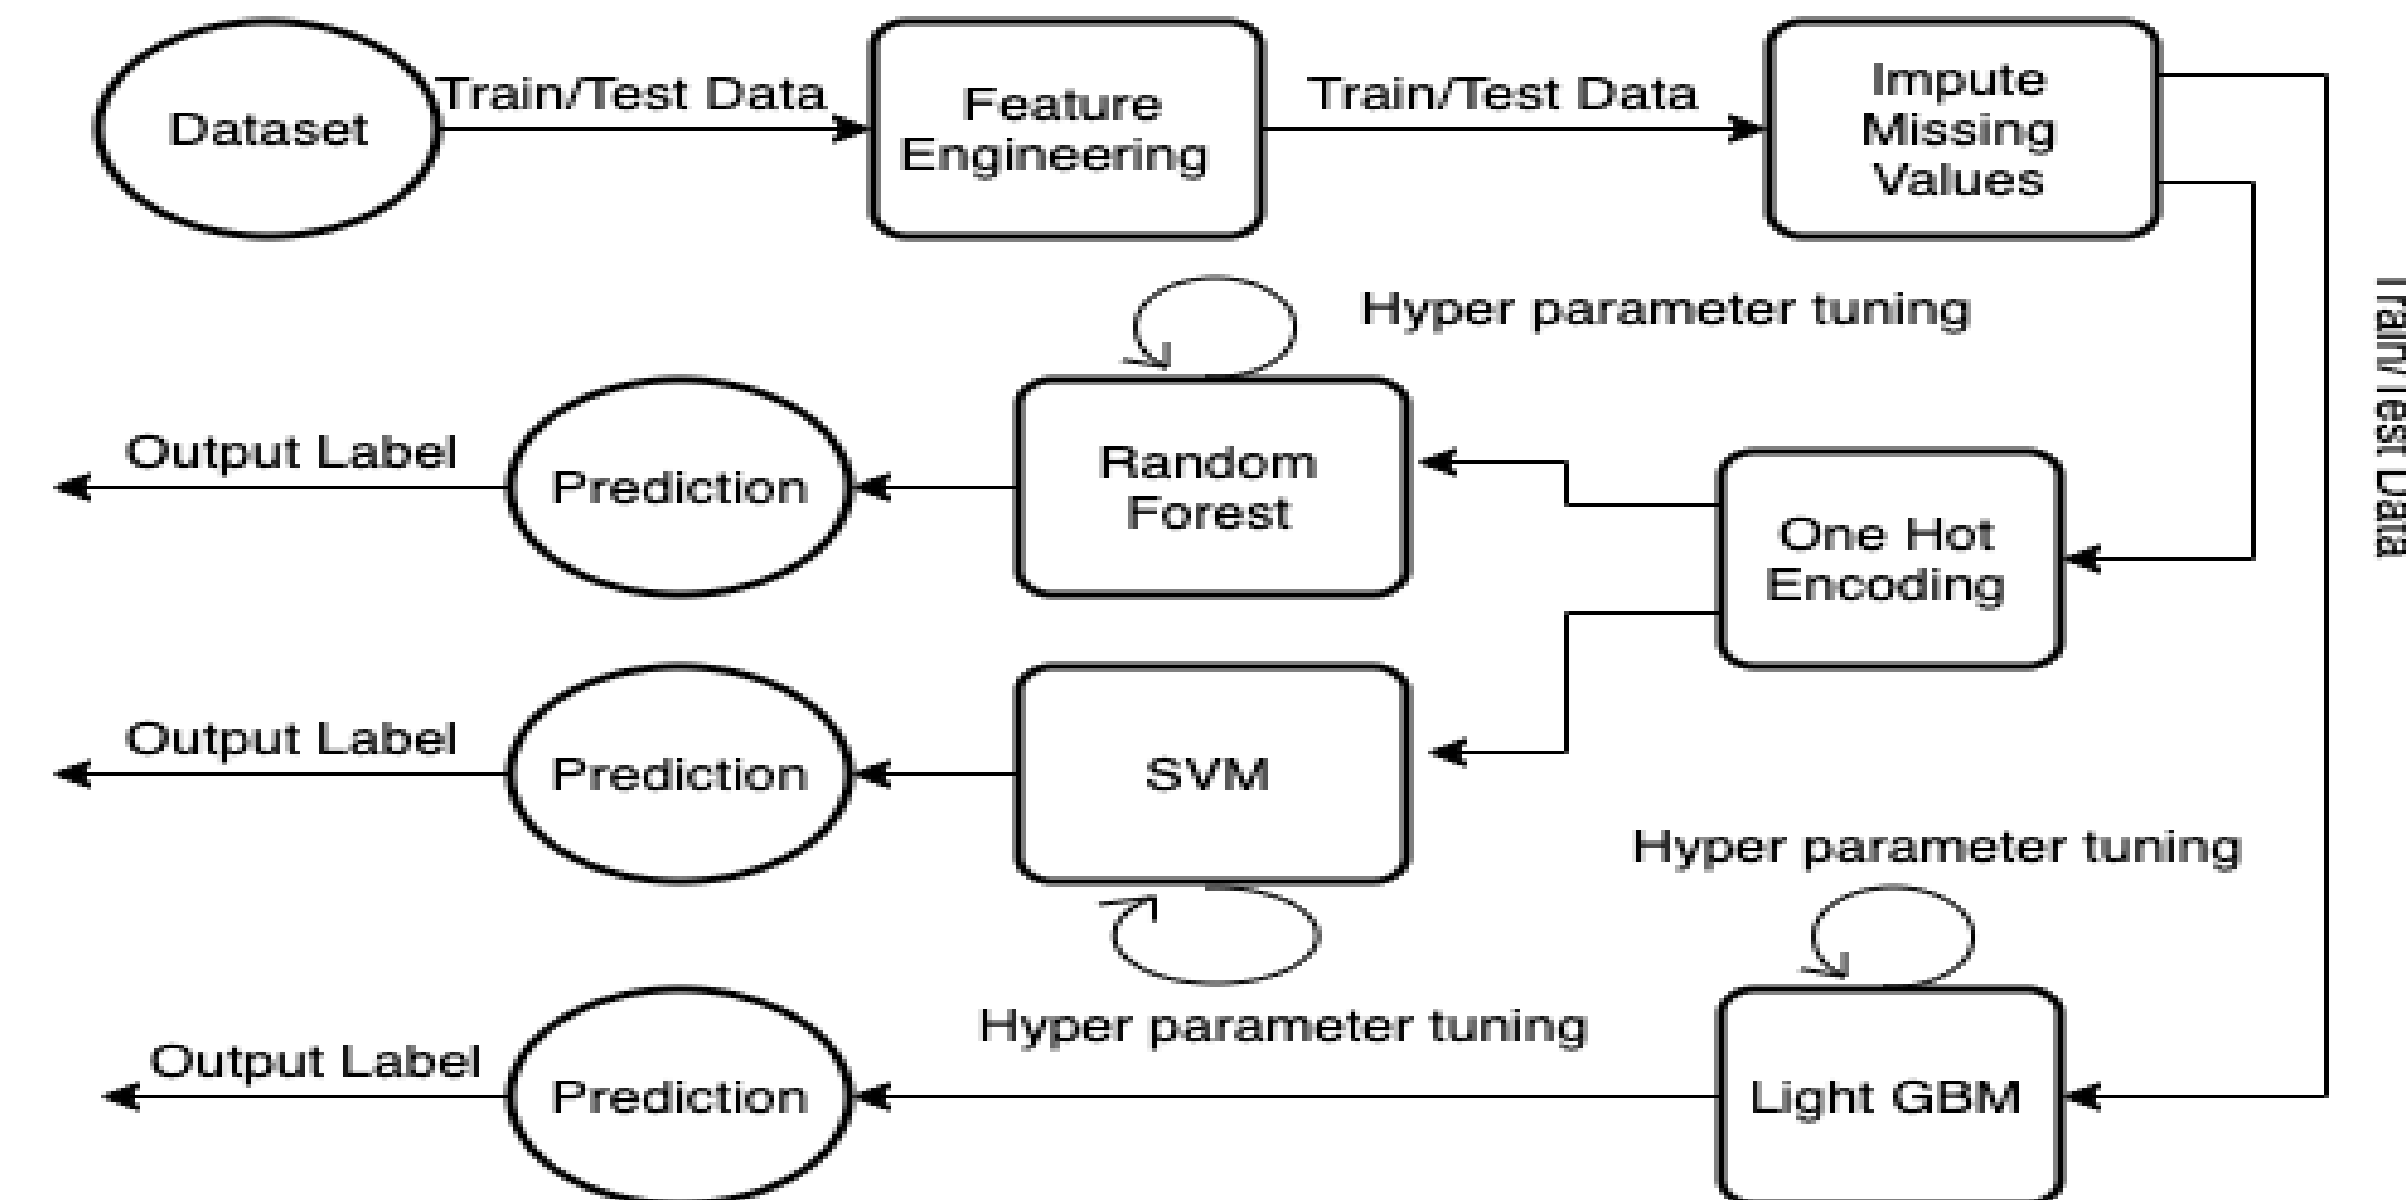 Dataset
Train/Test Data
Feature
Engineering
Train/Test Data
Impute
Missing
Values
Train/Test Data
Hyper parameter tuning
Output Label
Prediction
Random
Forest
One Hot
Encoding
Output Label
Prediction
SVM
Hyper parameter tuning
Hyper parameter tuning
Output Label
Prediction
Light GBM